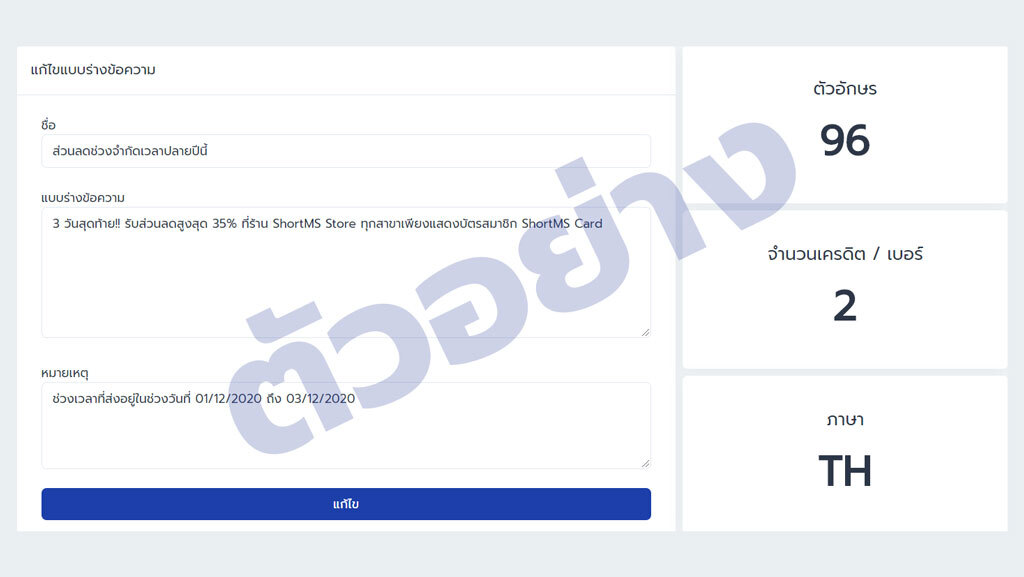 แก้ไขแบบร่างข้อความ
ชื่อ
ส่วนลดช่วงจำกัดเวลาปลายปีนี้
แบบร่างข้อความ
3 วันสุดท้าย!! รับส่วนลดสูงสุด 35% ที่ร้าน ShortMS Store ทุกสาขาเพียงแสดงบัตรสมาชิก ShortMS Card
หมายเหตุ
ช่วงเวลาที่ส่งอยู่ในช่วงวันที่ 01/12/2020 ถึง 03/12/2020
แก้ไข
ตัวอักษร
96
จำนวนเครดิต / เบอร์
2
ภาษา
TH
ตัวอย่าง